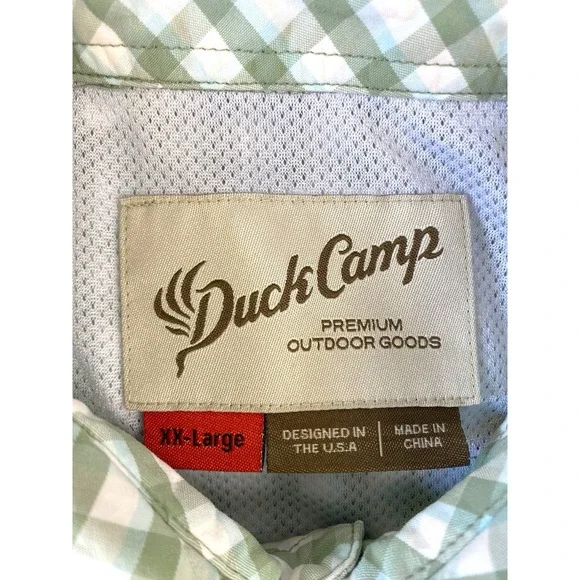 Duck Camp
PREMIUM
OUTDOOR GOODS
XX-Large
DESIGNED IN
THE U.S.A
MADE IN
CHINA